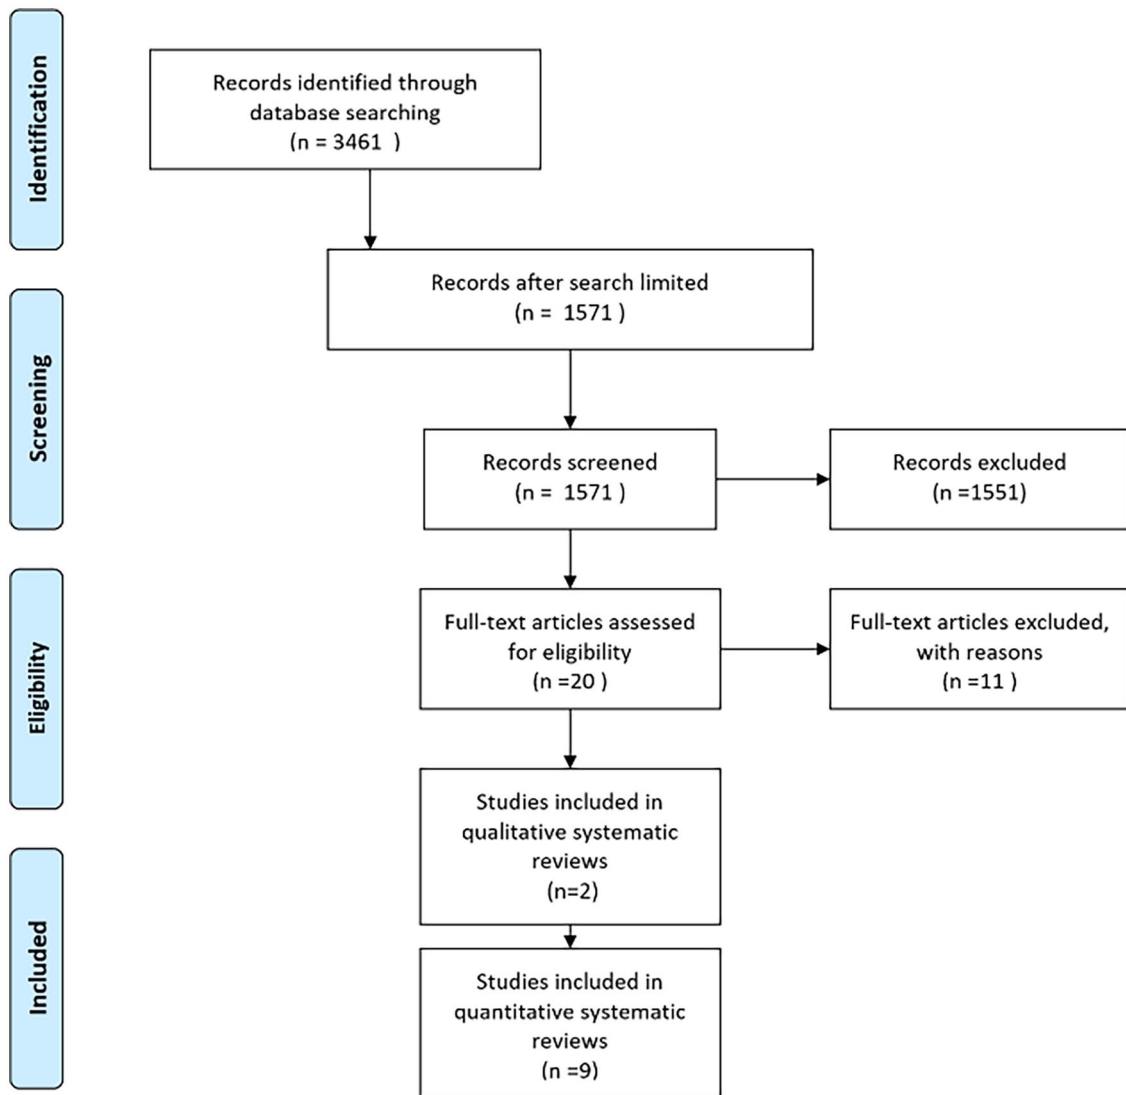 Identification
Records identified through
database searching
(n = 3461  )
Records after search limited
(n =  1571 )
Screening
Records screened
(n =  1571 )
Records excluded
(n =1551)
Eligibility
Full-text articles assessed
for eligibility
(n =20 )
Full-text articles excluded,
with reasons
(n =11 )
Studies included in
qualitative systematic
reviews
(n=2)
Included
Studies included in
quantitative systematic
reviews
(n =9)